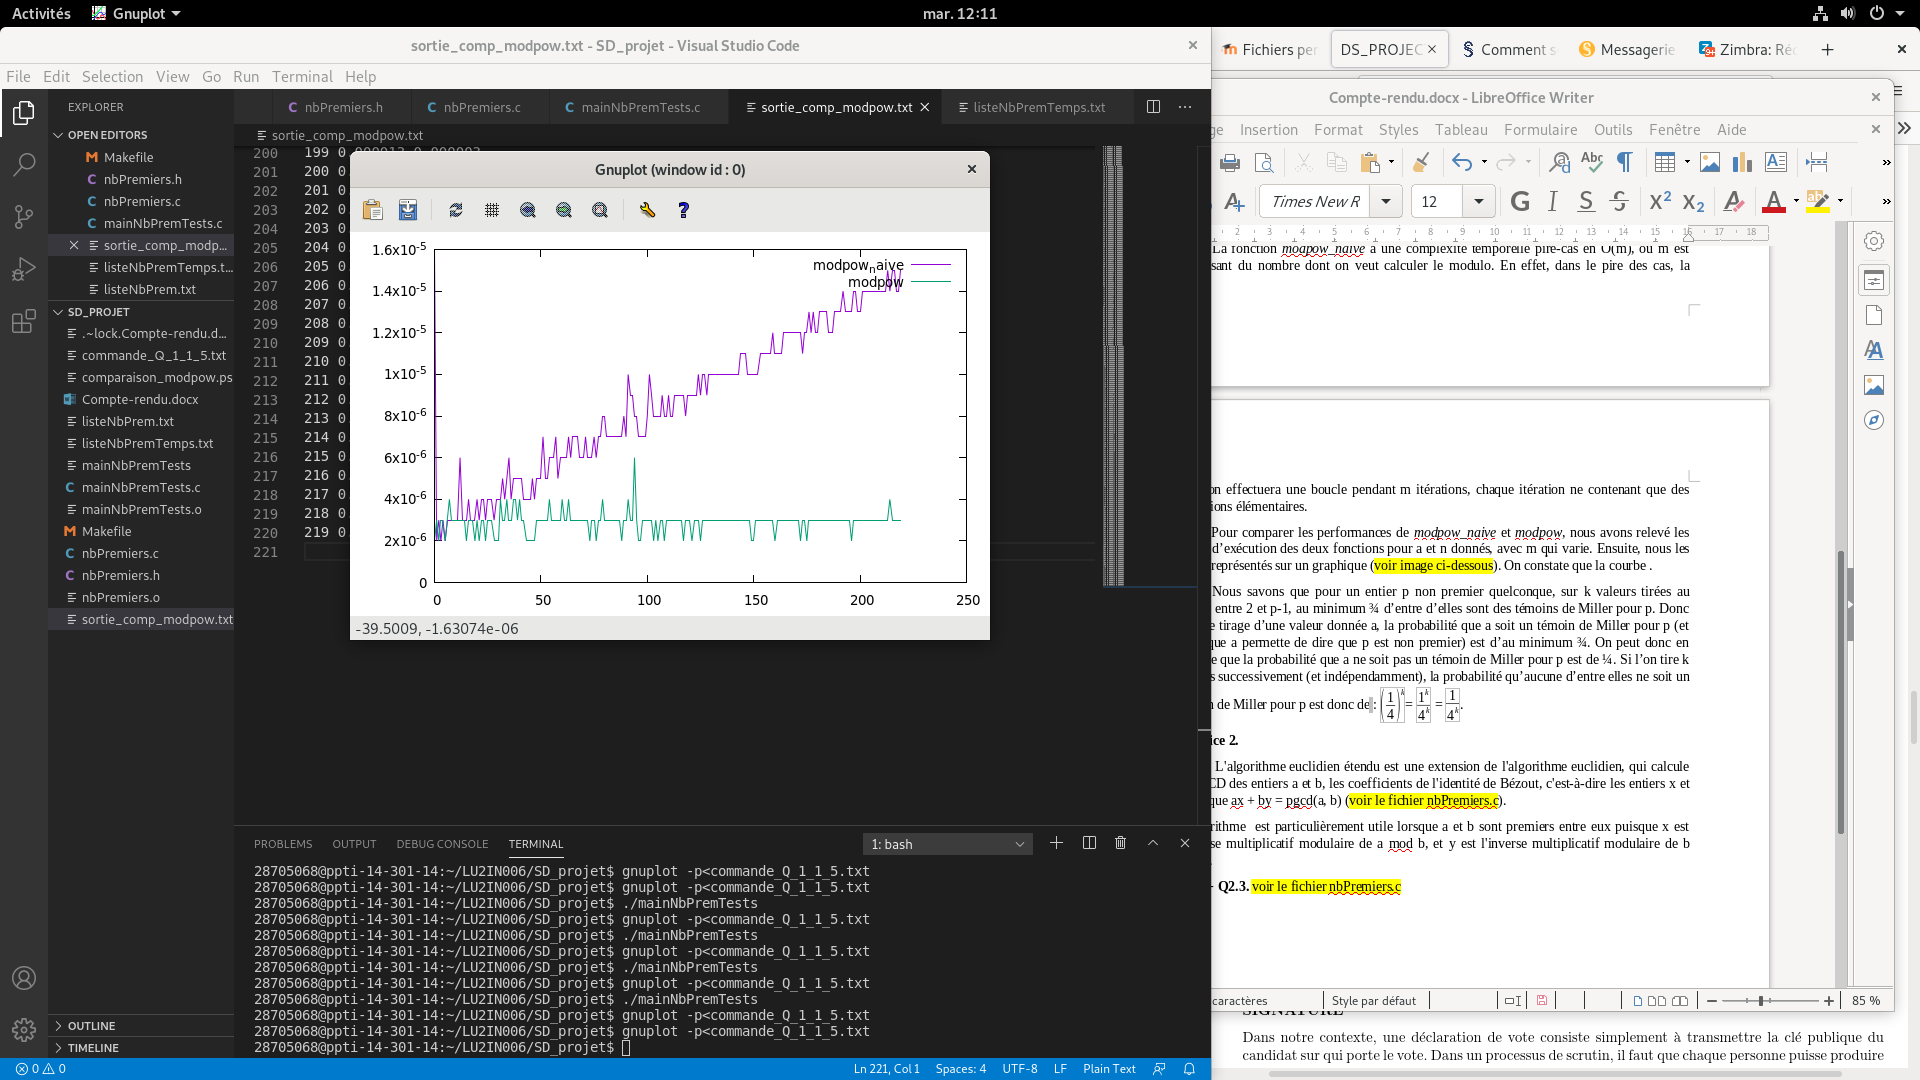 Activités
Gnuplot
mar. 12:11
sortie_comp_modpow.txt - SD_projet - Visual Studio Code
File Edit Selection View Go Run Terminal Help
EXPLORER
OPEN EDITORS
Makefile
nbPremiers.h
nbPremiers.c
mainNbPremTests.c
sortie_comp_modp...
listeNbPremTemps.t...
listeNbPrem.txt
SD_PROJET
.~lock.Compte-rendu.d...
commande_Q_1_1_5.txt
comparaison_modpow.ps
Compte-rendu.docx
listeNbPrem.txt
listeNbPremTemps.txt
mainNbPremTests
mainNbPremTests.c
mainNbPremTests.o
Makefile
nbPremiers.c
nbPremiers.h
nbPremiers.o
sortie_comp_modpow.txt
OUTLINE
TIMELINE
nbPremiers.h nbPremiers.c mainNbPremTests.c sortie_comp_modpow.txt listeNbPremTemps.txt
sortie_comp_modpow.txt
200 199
201 200 0
202 201 0
203 202 0
204 203 0
205 204 0
206 205 0
207 206 0
208 207 0
209 208 0
210 209 0
211 210 0
212 211 0
213 212 0
214 213 0
215 214 0
216 215 0
217 216 0
218 217 0
219 218 0
220 219 0
221
Gnuplot (window id : 0)
1.6x10-5
1.4x10-5
1.2x10-5
1x10-5
8x10-6
6x10-6
4x10-6
2x10-6
0
0 50 100 150 200 250
modpow_naive
modpow
-39.5009, -1.63074e-06
PROBLEMS OUTPUT DEBUG CONSOLE TERMINAL
1: bash
28705068@ppti-14-301-14:~/LU2IN006/SD_projet$ gnuplot -p<commande_Q_1_1_5.txt
28705068@ppti-14-301-14:~/LU2IN006/SD_projet$ gnuplot -p<commande_Q_1_1_5.txt
28705068@ppti-14-301-14:~/LU2IN006/SD_projet$ ./mainNbPremTests
28705068@ppti-14-301-14:~/LU2IN006/SD_projet$ gnuplot -p<commande_Q_1_1_5.txt
28705068@ppti-14-301-14:~/LU2IN006/SD_projet$ ./mainNbPremTests
28705068@ppti-14-301-14:~/LU2IN006/SD_projet$ gnuplot -p<commande_Q_1_1_5.txt
28705068@ppti-14-301-14:~/LU2IN006/SD_projet$ ./mainNbPremTests
28705068@ppti-14-301-14:~/LU2IN006/SD_projet$ gnuplot -p<commande_Q_1_1_5.txt
28705068@ppti-14-301-14:~/LU2IN006/SD_projet$ ./mainNbPremTests
28705068@ppti-14-301-14:~/LU2IN006/SD_projet$ gnuplot -p<commande_Q_1_1_5.txt
28705068@ppti-14-301-14:~/LU2IN006/SD_projet$ gnuplot -p<commande_Q_1_1_5.txt
28705068@ppti-14-301-14:~/LU2IN006/SD_projet$
0 0
Ln 221, Col 1 Spaces: 4 UTF-8 LF Plain Text
Fichiers per DS_PROJEC Comment s Messagerie Zimbra: Réc
Compte-rendu.docx - LibreOffice Writer
ge Insertion Format Styles Tableau Formulaire Outils Fenêtre Aide
Times New R 12 G I S S X2 X2
2 3 4 5 6 7 8 9 10 11 12 13 14 15 16 17 18
La fonction modpow_naive a une complexité temporelle pire-cas en O(m), où m est
sant du nombre dont on veut calculer le modulo. En effet, dans le pire des cas, la
on effectuera une boucle pendant m itérations, chaque itération ne contenant que des
ions élémentaires.
Pour comparer les performances de modpow_naive et modpow, nous avons relevé les
d'exécution des deux fonctions pour a et n donnés, avec m qui varie. Ensuite, nous les
représentés sur un graphique (voir image ci-dessous). On constate que la courbe .
Nous savons que pour un entier p non premier quelconque, sur k valeurs tirées au
entre 2 et p-1, au minimum ¾ d'entre d'elles sont des témoins de Miller pour p. Donc
e tirage d'une valeur donnée a, la probabilité que a soit un témoin de Miller pour p (et
que a permette de dire que p est non premier) est d'au minimum ¾. On peut donc en
e que la probabilité que a ne soit pas un témoin de Miller pour p est de ¼. Si l'on tire k
s successivement (et indépendamment), la probabilité qu'aucune d'entre elles ne soit un
n de Miller pour p est donc de : (1/4)^k = 1^k/4^k = 1/4^k.
ice 2.
L'algorithme euclidien étendu est une extension de l'algorithme euclidien, qui calcule
CD des entiers a et b, les coefficients de l'identité de Bézout, c'est-à-dire les entiers x et
que ax + by = pgcd(a, b) (voir le fichier nbPremiers.c).
rithme est particulièrement utile lorsque a et b sont premiers entre eux puisque x est
se multiplicatif modulaire de a mod b, et y est l'inverse multiplicatif modulaire de b
- Q2.3. voir le fichier nbPremiers.c
caractères Style par défaut 85 %
SIGNATURE
Dans notre contexte, une déclaration de vote consiste simplement à transmettre la clé publique du
candidat sur qui porte le vote. Dans un processus de scrutin, il faut que chaque personne puisse produire